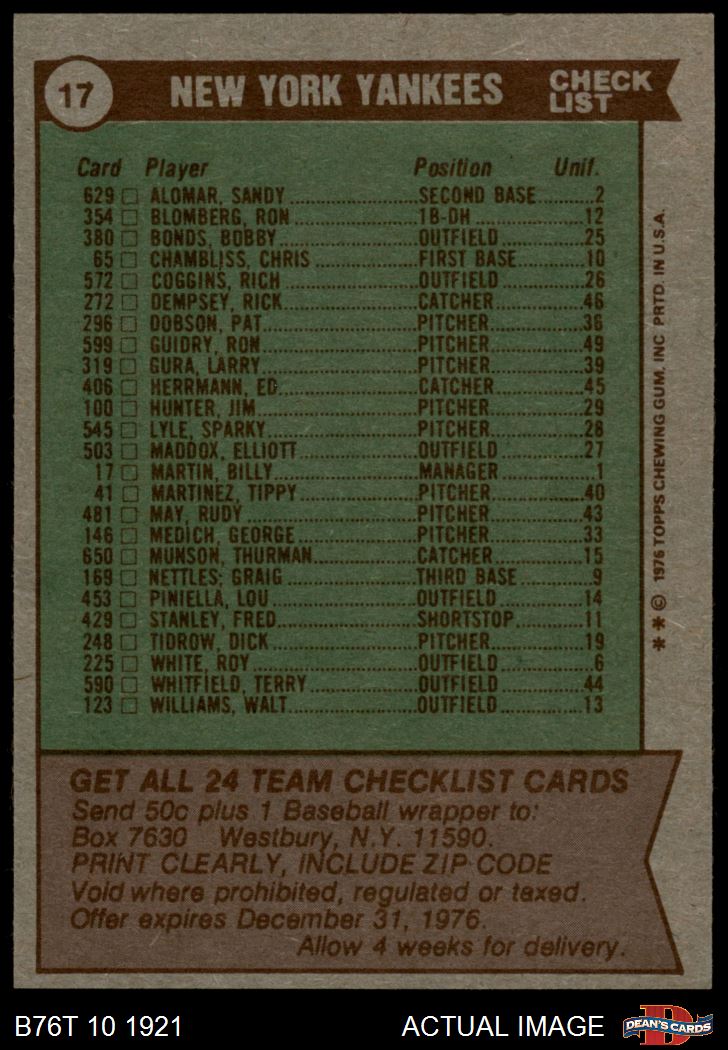 17 NEW YORK YANKEES CHECK LIST
Card Player Position Unif.
629 ALOMAR, SANDY SECOND BASE 2
354 BLOMBERG, RON 1B-DH 12
380 BONDS, BOBBY OUTFIELD 25
65 CHAMBLISS, CHRIS FIRST BASE 10
572 COGGINS, RICH OUTFIELD 26
272 DEMPSEY, RICK CATCHER 46
296 DOBSON, PAT PITCHER 36
599 GUIDRY, RON PITCHER 49
319 GURA, LARRY PITCHER 39
406 HERRMANN, ED CATCHER 45
100 HUNTER, JIM PITCHER 29
545 LYLE, SPARKY PITCHER 28
503 MADDOX, ELLIOTT OUTFIELD 27
17 MARTIN, BILLY MANAGER 1
41 MARTINEZ, TIPPY PITCHER 40
481 MAY, RUDY PITCHER 43
146 MEDICH, GEORGE PITCHER 33
650 MUNSON, THURMAN CATCHER 15
169 NETTLES, GRAIG THIRD BASE 9
453 PINIELLA, LOU OUTFIELD 14
429 STANLEY, FRED SHORTSTOP 11
248 TIDROW, DICK PITCHER 19
225 WHITE, ROY OUTFIELD 6
590 WHITFIELD, TERRY OUTFIELD 44
123 WILLIAMS, WALT OUTFIELD 13
**© 1976 TOPPS CHEWING GUM, INC PRTD. IN U.S.A.
GET ALL 24 TEAM CHECKLIST CARDS
Send 50c plus 1 Baseball wrapper to:
Box 7630 Westbury, N.Y. 11590.
PRINT CLEARLY, INCLUDE ZIP CODE
Void where prohibited, regulated or taxed.
Offer expires December 31, 1976.
Allow 4 weeks for delivery.
B76T 10 1921 ACTUAL IMAGE DEAN'S CARDS